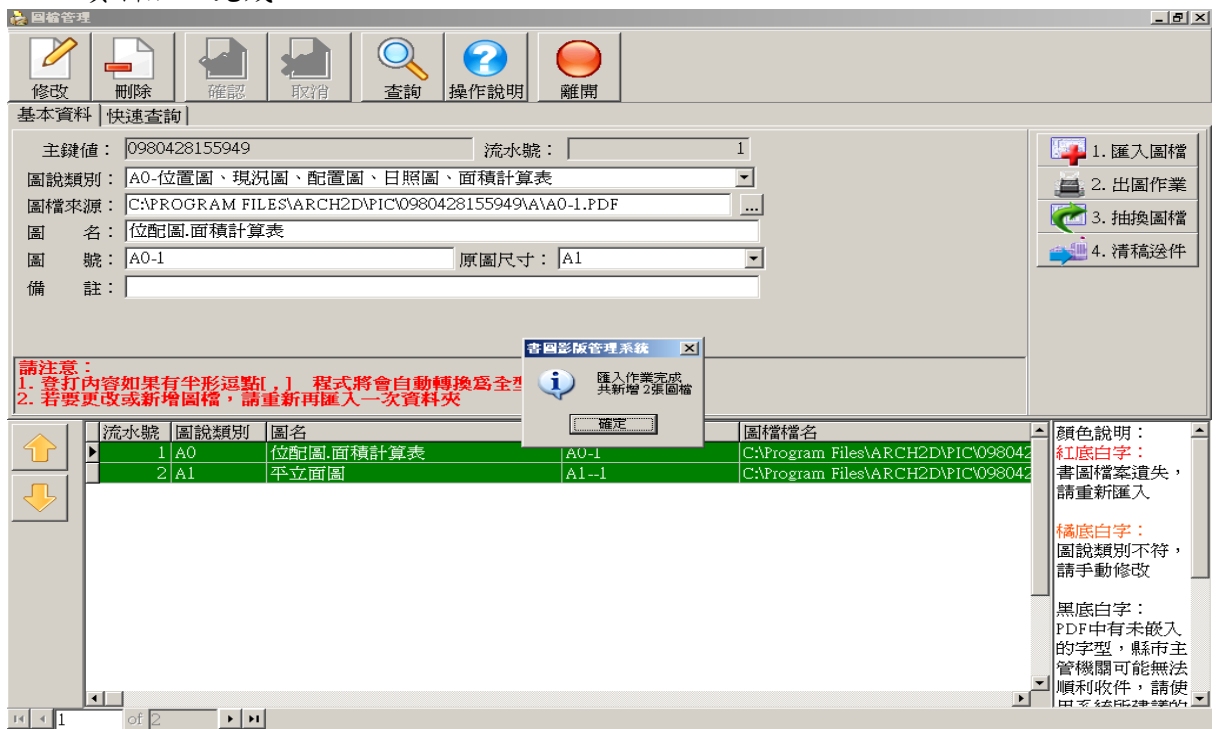 圖檔管理
修改 刪除 確認 取消 查詢 操作說明 離開
基本資料 快速查詢
主鍵值： 0980428155949 流水號： 1
圖說類別： A0-位置圖、現況圖、配置圖、日照圖、面積計算表
圖檔來源： C:\PROGRAM FILES\ARCH2D\PIC\0980428155949\A\A0-1.PDF ...
圖 名： 位配圖.面積計算表
圖 號： A0-1 原圖尺寸： A1
備 註：
1. 匯入圖檔
2. 出圖作業
3. 抽換圖檔
4. 清稿送件
請注意：
1. 登打內容如果有半形逗點[ , ] 程式將會自動轉換為全型
2. 若要更改或新增圖檔，請重新再匯入一次資料夾
書圖影版管理系統
匯入作業完成
共新增 2張圖檔
確定
流水號 圖說類別 圖名 圖檔檔名
1 A0 位配圖.面積計算表 A0-1 C:\Program Files\ARCH2D\PIC\098042
2 A1 平立面圖 A1--1 C:\Program Files\ARCH2D\PIC\098042
顏色說明：
紅底白字：
書圖檔案遺失，
請重新匯入
橘底白字：
圖說類別不符，
請手動修改
黑底白字：
PDF中有未嵌入
的字型，縣市主
管機關可能無法
順利收件，請使
1 of 2